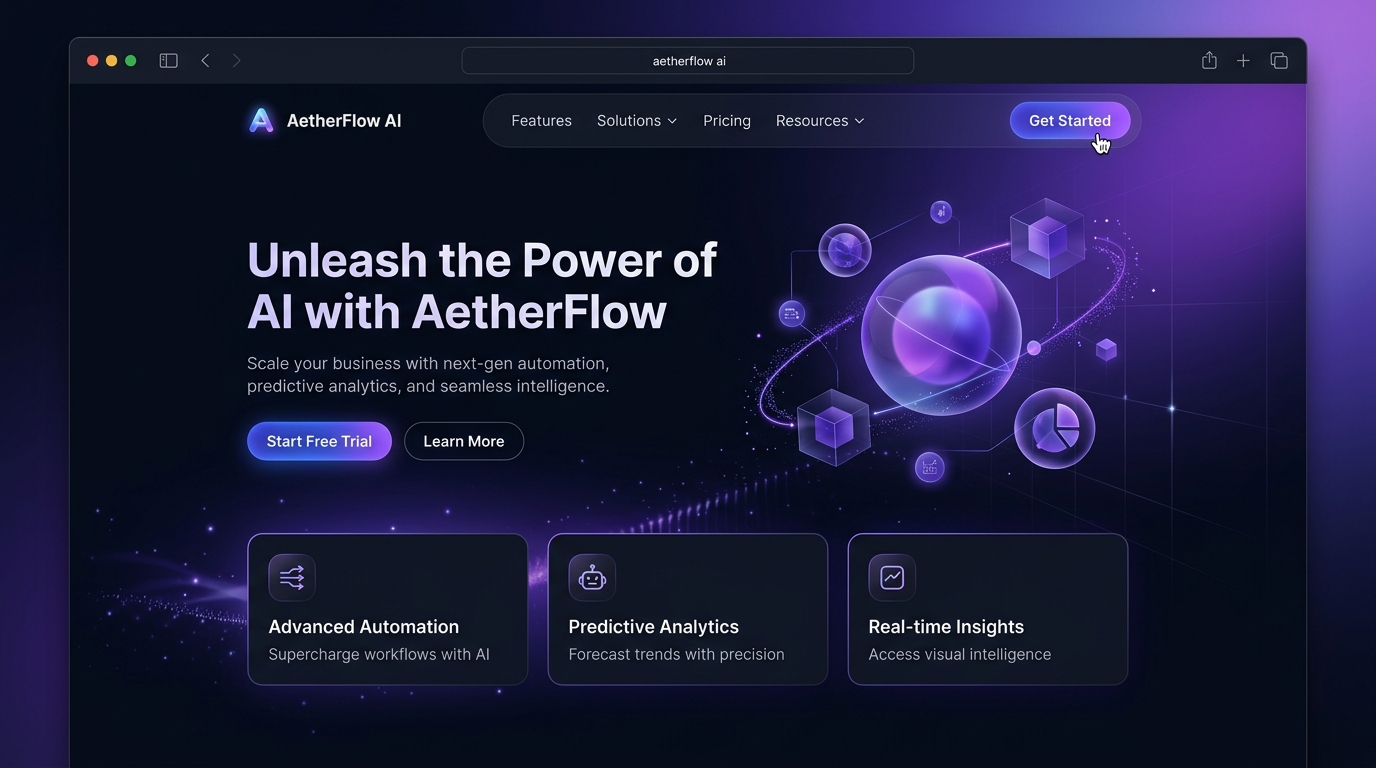 aetherflow ai
AetherFlow AI
Features Solutions Pricing Resources
Get Started
Unleash the Power of
AI with AetherFlow
Scale your business with next-gen automation,
predictive analytics, and seamless intelligence.
Start Free Trial
Learn More
Advanced Automation
Supercharge workflows with AI
Predictive Analytics
Forecast trends with precision
Real-time Insights
Access visual intelligence